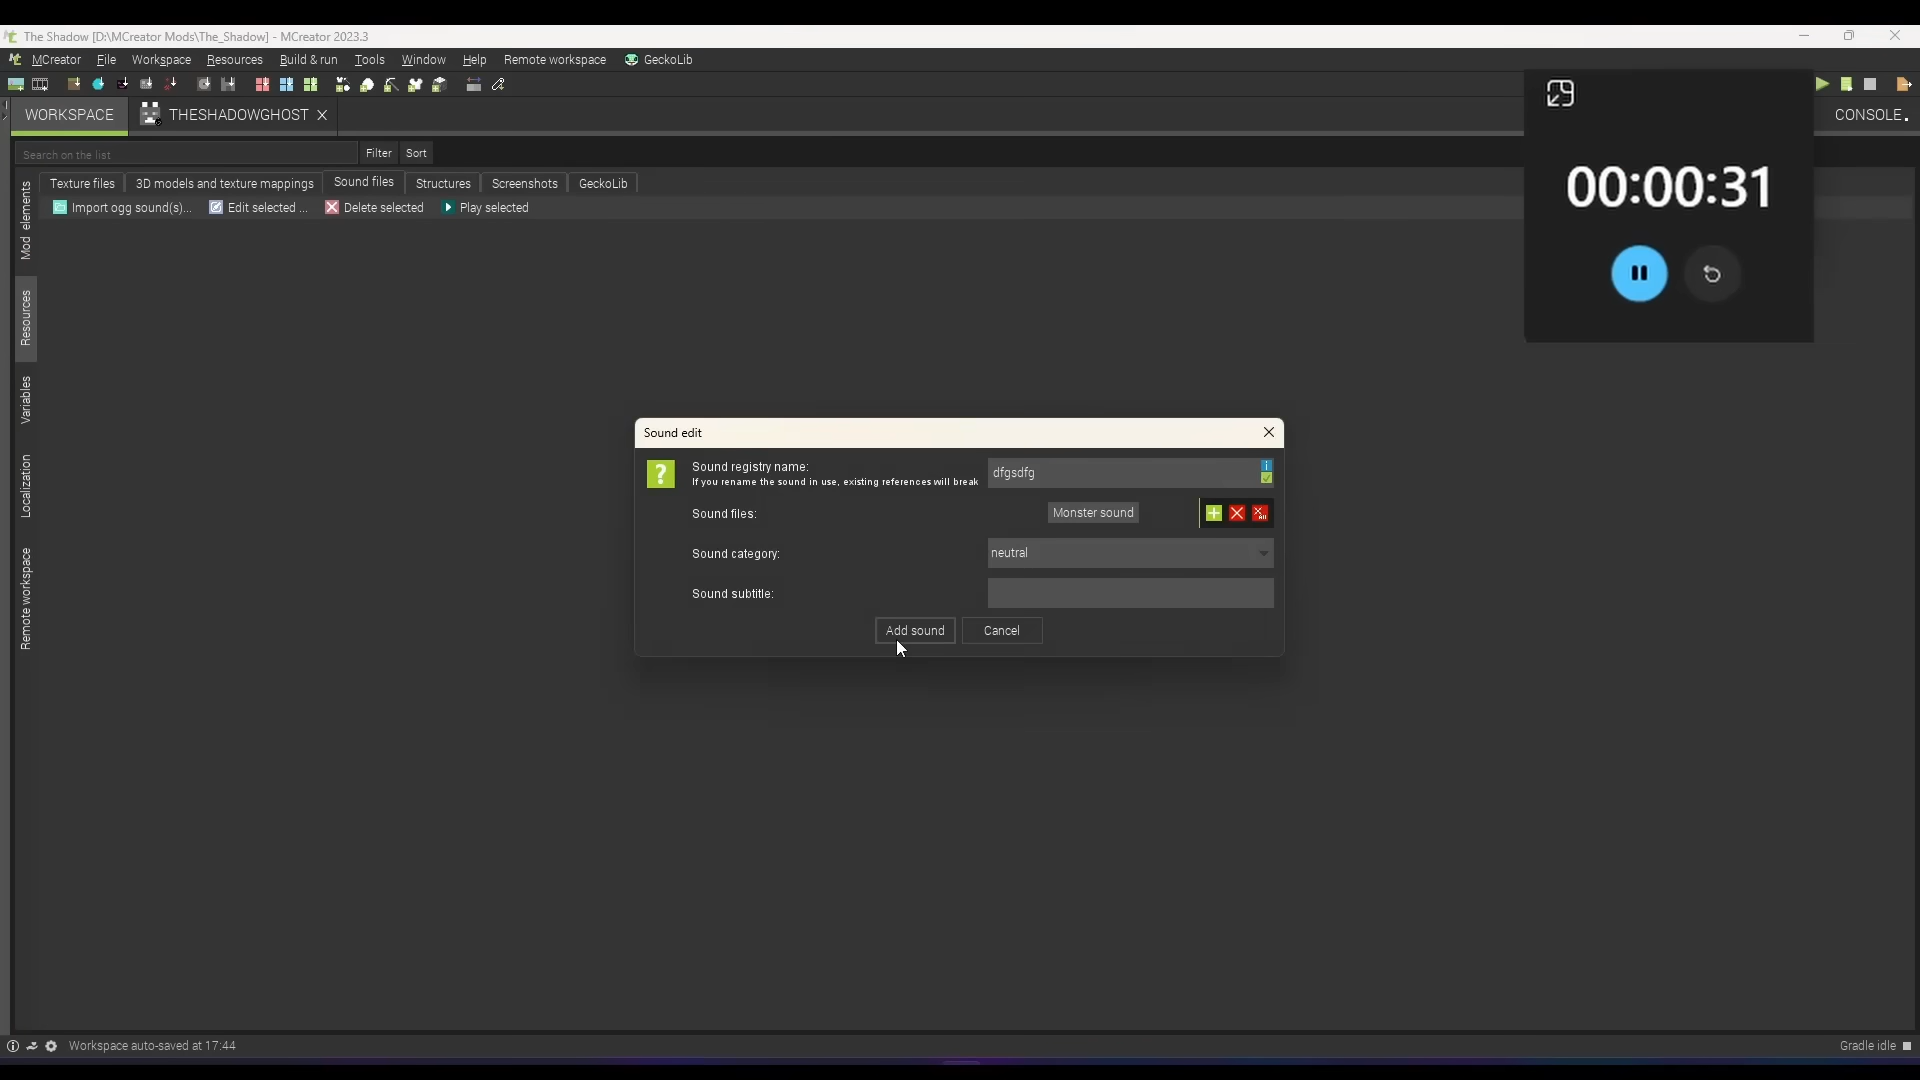 The Shadow [D:\MCreator Mods\The_Shadow] - MCreator 2023.3
MCreator File Workspace Resources Build & run Tools Window Help Remote workspace GeckoLib
WORKSPACE THESHADOWGHOST CONSOLE
Search on the list Filter Sort
Texture files 3D models and texture mappings Sound files Structures Screenshots GeckoLib
Import ogg sound(s)... Edit selected ... Delete selected Play selected
Mod elements
Resources
Variables
Localization
Remote workspace
00:00:31
Sound edit
Sound registry name: dfgsdfg
If you rename the sound in use, existing references will break
Sound files: Monster sound
Sound category: neutral
Sound subtitle:
Add sound Cancel
Workspace auto-saved at 17:44 Gradle idle